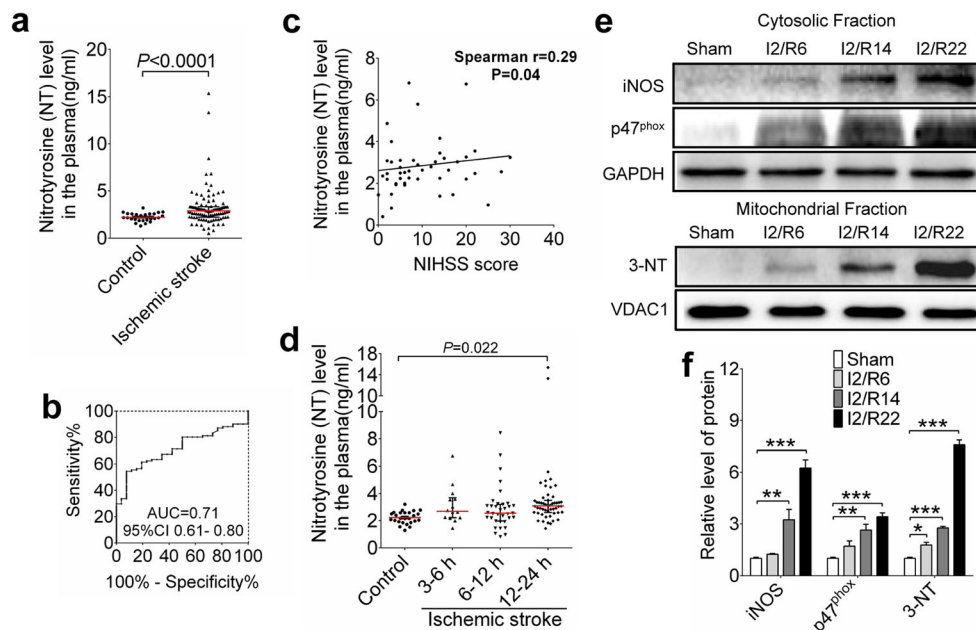 a
Nitrotyrosine (NT) level
in the plasma(ng/ml)
20
15
10
5
0
P<0.0001
Control
Ischemic stroke
b
Sensitivity%
100
80
60
40
80
100
AUC=0.71
95%CI 0.61- 0.80
0 20 40 60 80 100
100% - Specificity%
c
Nitrotyrosine (NT) level
in the plasma(ng/ml)
8
6
4
2
0
Spearman r=0.29
P=0.04
0 10 20 30 40
NIHSS score
d
Nitrotyrosine (NT) level
in the plasma(ng/ml)
18
16
14
12
10
8
6
4
2
0
P=0.022
Control
3-6 h
6-12 h
12-24 h
Ischemic stroke
e
Cytosolic Fraction
Sham I2/R6 I2/R14 I2/R22
iNOS
p47phox
GAPDH
Mitochondrial Fraction
Sham I2/R6 I2/R14 I2/R22
3-NT
VDAC1
f
Relative level of protein
12
9
6
3
0
Sham
I2/R6
I2/R14
I2/R22
***
**
***
**
***
***
*
iNOS
p47phox
3-NT